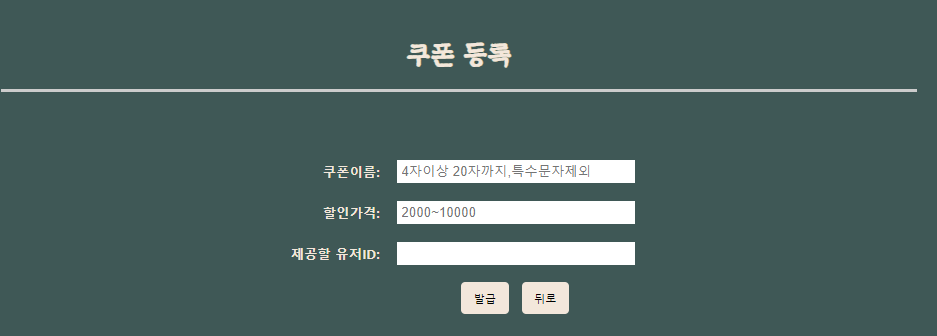 쿠폰 등록
쿠폰이름: 4자이상 20자까지,특수문자제외
할인가격: 2000~10000
제공할 유저ID:
발급 뒤로